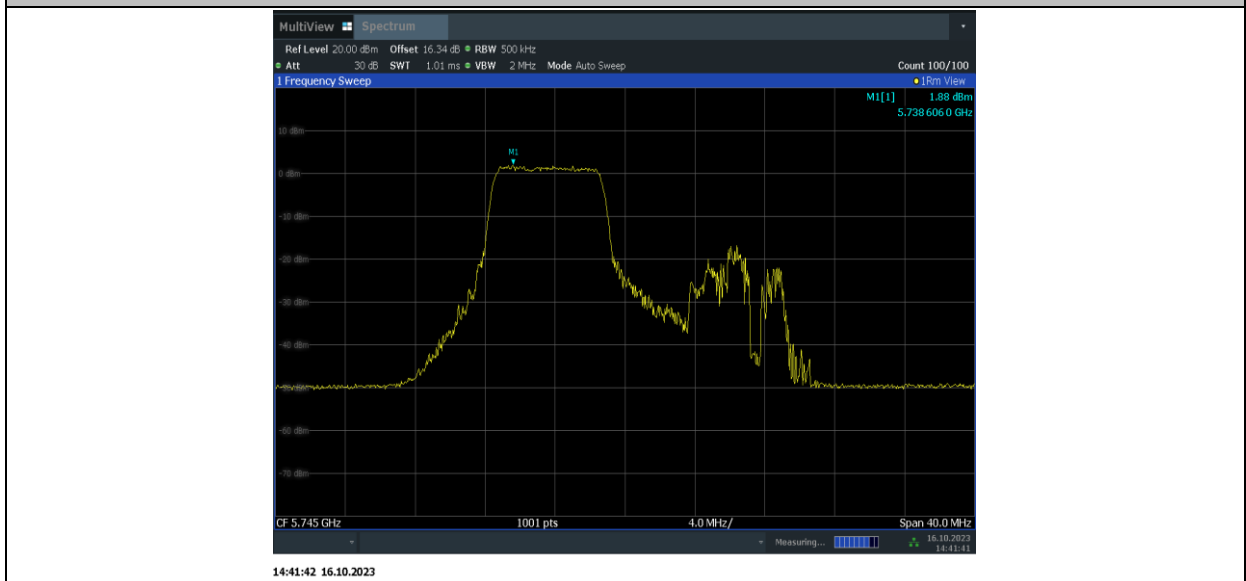 MultiView Spectrum
Ref Level 20.00 dBm Offset 16.34 dB RBW 500 kHz
Att 30 dB SWT 1.01 ms VBW 2 MHz Mode Auto Sweep Count 100/100
1 Frequency Sweep 1Rm View
M1[1] 1.88 dBm
5.738 606 0 GHz
10 dBm
M1
0 dBm
-10 dBm
-20 dBm
-30 dBm
-40 dBm
-50 dBm
-60 dBm
-70 dBm
CF 5.745 GHz 1001 pts 4.0 MHz/ Span 40.0 MHz
Measuring... 16.10.2023
14:41:41
14:41:42 16.10.2023